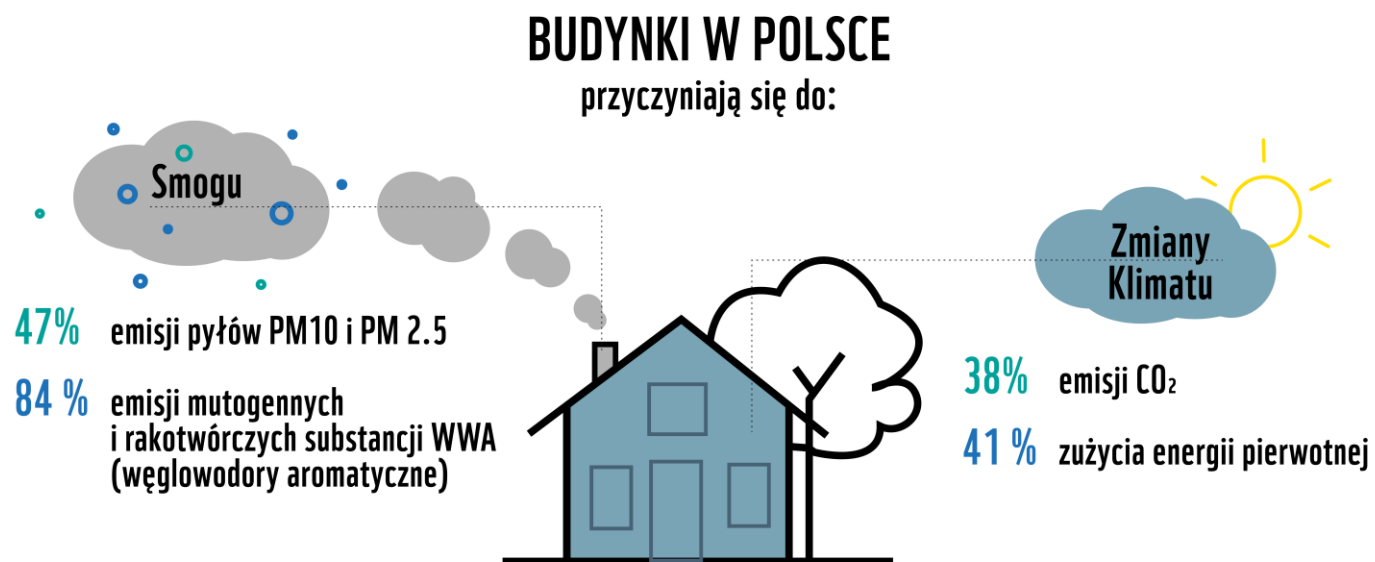 BUDYNKI W POLSCE
przyczyniają się do:
Smogu
47% emisji pyłów PM10 i PM 2.5
84 % emisji mutogennych
i rakotwórczych substancji WWA
(węglowodory aromatyczne)
Zmiany
Klimatu
38% emisji CO₂
41 % zużycia energii pierwotnej